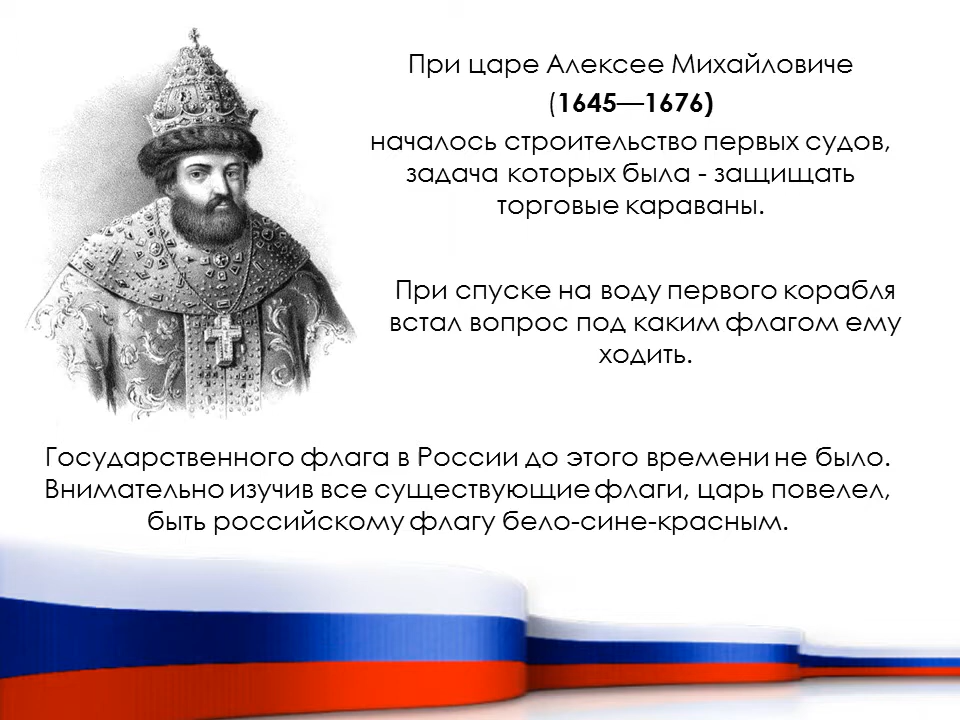 При царе Алексее Михайловиче
(1645—1676)
началось строительство первых судов,
задача которых была - защищать
торговые караваны.
При спуске на воду первого корабля
встал вопрос под каким флагом ему
ходить.
Государственного флага в России до этого времени не было.
Внимательно изучив все существующие флаги, царь повелел,
быть российскому флагу бело-сине-красным.